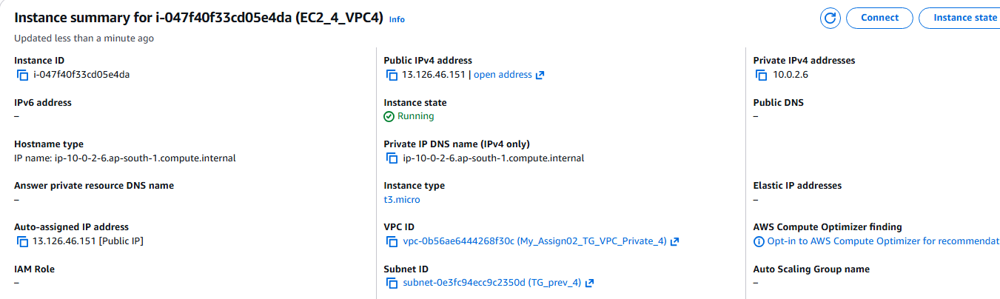 Instance summary for i-047f40f33cd05e4da (EC2_4_VPC4) Info
Connect
Instance state
Updated less than a minute ago
Instance ID
i-047f40f33cd05e4da
Public IPv4 address
13.126.46.151 | open address
Private IPv4 addresses
10.0.2.6
IPv6 address
–
Instance state
Running
Public DNS
–
Hostname type
IP name: ip-10-0-2-6.ap-south-1.compute.internal
Private IP DNS name (IPv4 only)
ip-10-0-2-6.ap-south-1.compute.internal
Answer private resource DNS name
–
Instance type
t3.micro
Elastic IP addresses
–
Auto-assigned IP address
13.126.46.151 [Public IP]
VPC ID
vpc-0b56ae6444268f30c (My_Assign02_TG_VPC_Private_4)
AWS Compute Optimizer finding
Opt-in to AWS Compute Optimizer for recommendat
IAM Role
–
Subnet ID
subnet-0e3fc94ecc9c2350d (TG_prev_4)
Auto Scaling Group name
–